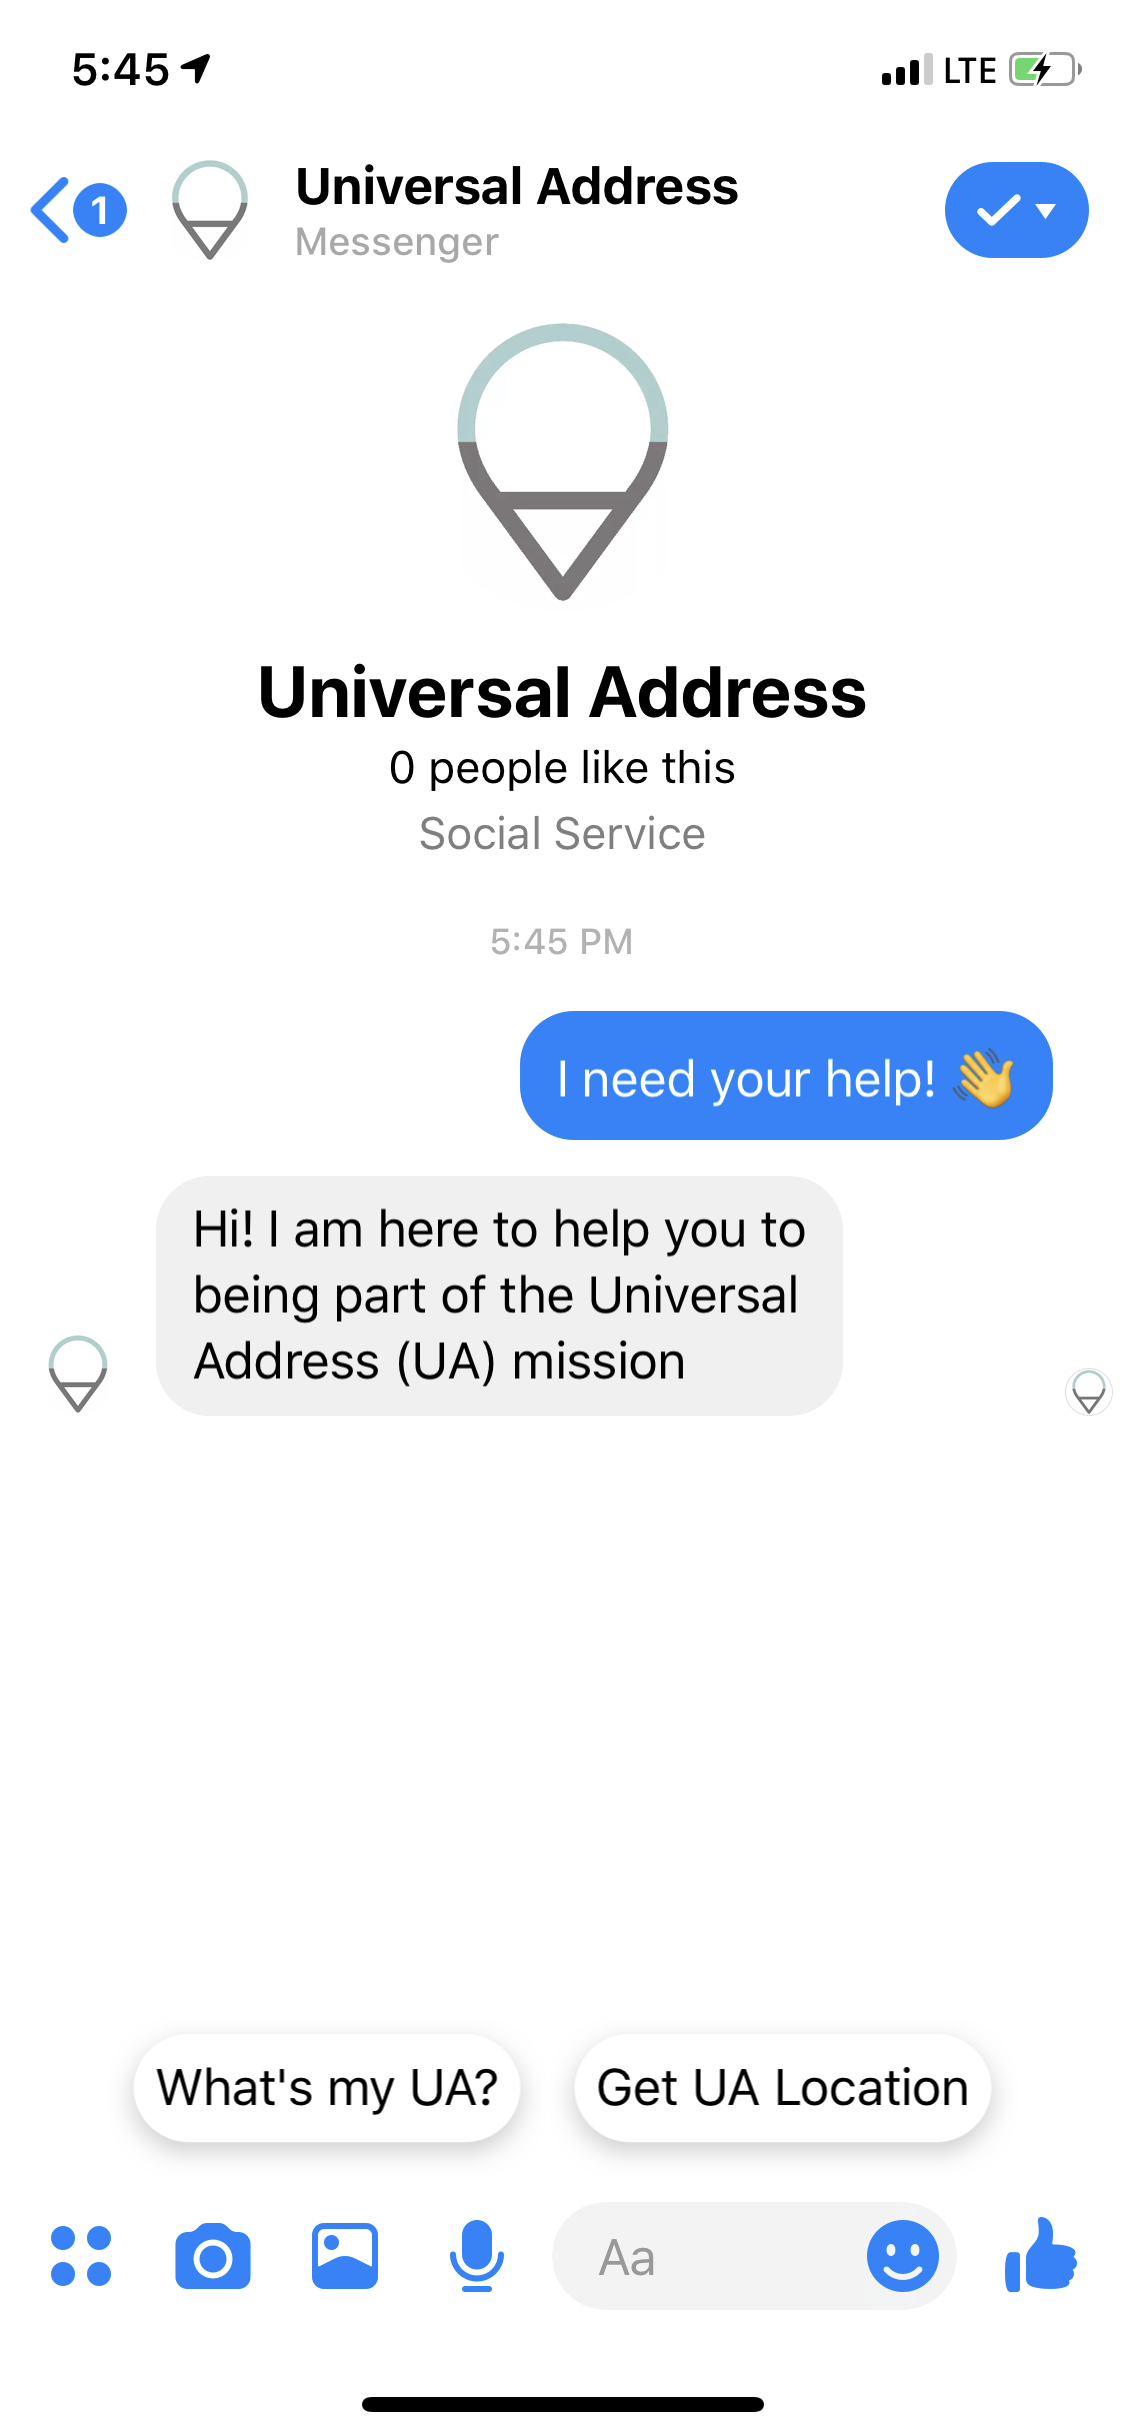 5:45
LTE
1
Universal Address
Messenger
Universal Address
0 people like this
Social Service
5:45 PM
I need your help! 👋
Hi! I am here to help you to
being part of the Universal
Address (UA) mission
What's my UA?
Get UA Location
Aa